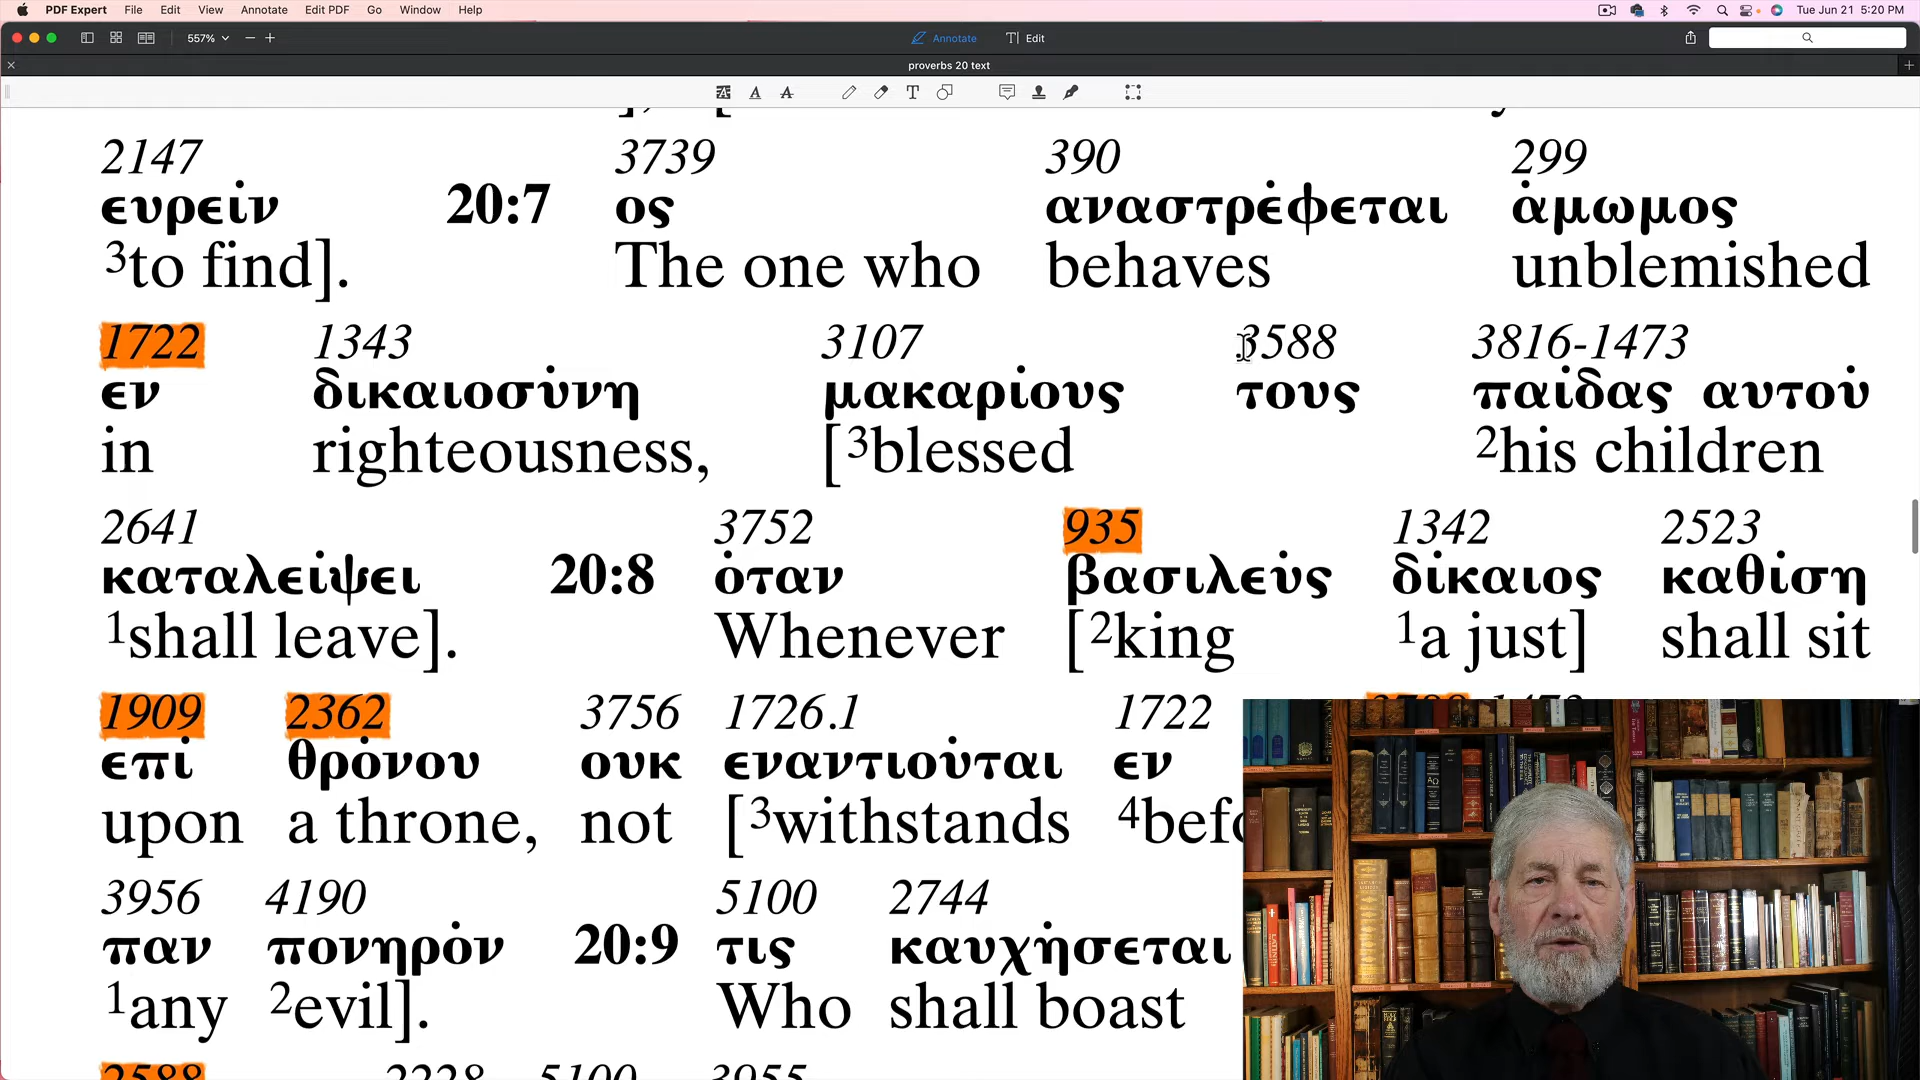 PDF Expert File Edit View Annotate Edit PDF Go Window Help Tue Jun 21 5:20 PM
557% Annotate Edit
proverbs 20 text
2147 3739 390 299
ευρείν 20:7 ος αναστρέφεται άμωμος
³to find]. The one who behaves unblemished
1722 1343 3107 3588 3816-1473
εν δικαιοσύνη μακαρίους τους παίδας αυτού
in righteousness, [³blessed ²his children
2641 3752 935 1342 2523
καταλείψει 20:8 όταν βασιλεύς δίκαιος καθίση
¹shall leave]. Whenever [²king ¹a just] shall sit
1909 2362 3756 1726.1 1722
επί θρόνου ουκ εναντιούται εν
upon a throne, not [³withstands
3956 4190 5100 2744
παν πονηρόν 20:9 τις καυχήσεται
¹any ²evil]. Who shall boast
2588 2228 5100 3955